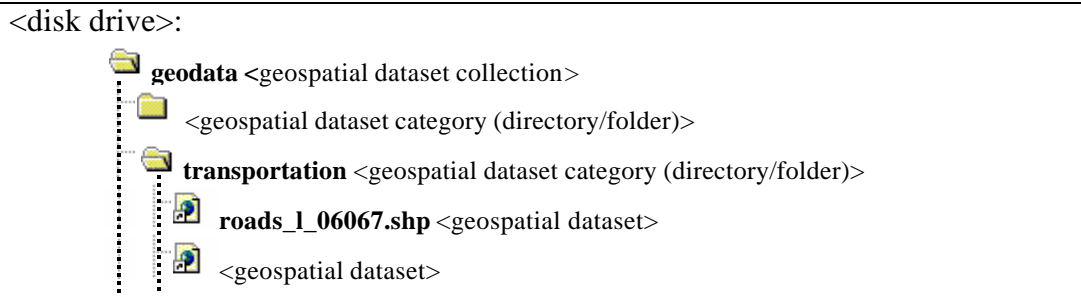 <disk drive>:
geodata <geospatial dataset collection>
<geospatial dataset category (directory/folder)>
transportation <geospatial dataset category (directory/folder)>
roads_l_06067.shp <geospatial dataset>
<geospatial dataset>